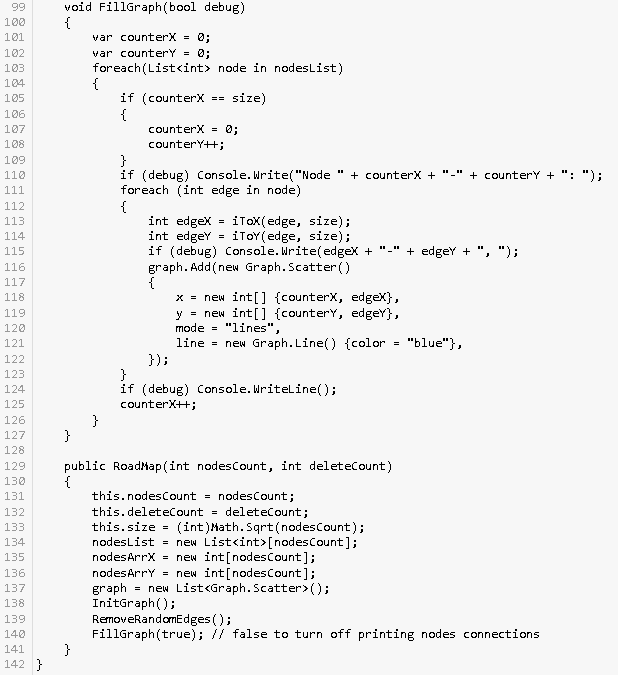 99 void FillGraph(bool debug)
100 {
101 var counterX = 0;
102 var counterY = 0;
103 foreach(List<int> node in nodesList)
104 {
105 if (counterX == size)
106 {
107 counterX = 0;
108 counterY++;
109 }
110 if (debug) Console.Write("Node " + counterX + "-" + counterY + ": ");
111 foreach (int edge in node)
112 {
113 int edgeX = iToX(edge, size);
114 int edgeY = iToY(edge, size);
115 if (debug) Console.Write(edgeX + "-" + edgeY + ", ");
116 graph.Add(new Graph.Scatter()
117 {
118 x = new int[] {counterX, edgeX},
119 y = new int[] {counterY, edgeY},
120 mode = "lines",
121 line = new Graph.Line() {color = "blue"},
122 });
123 }
124 if (debug) Console.WriteLine();
125 counterX++;
126 }
127 }
128
129 public RoadMap(int nodesCount, int deleteCount)
130 {
131 this.nodesCount = nodesCount;
132 this.deleteCount = deleteCount;
133 this.size = (int)Math.Sqrt(nodesCount);
134 nodesList = new List<int>[nodesCount];
135 nodesArrX = new int[nodesCount];
136 nodesArrY = new int[nodesCount];
137 graph = new List<Graph.Scatter>();
138 InitGraph();
139 RemoveRandomEdges();
140 FillGraph(true); // false to turn off printing nodes connections
141 }
142 }